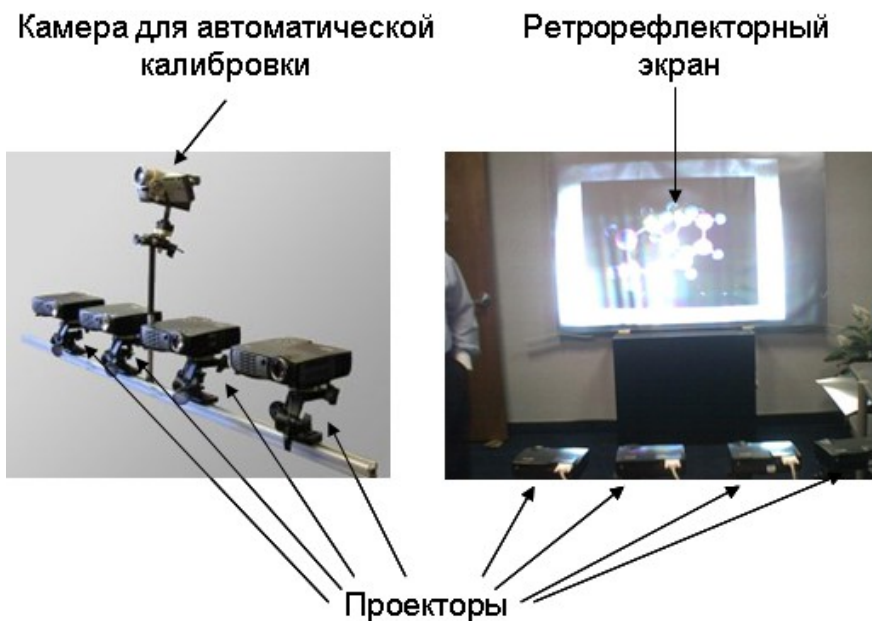 Камера для автоматической
калибровки
Ретрорефлекторный
экран
Проекторы